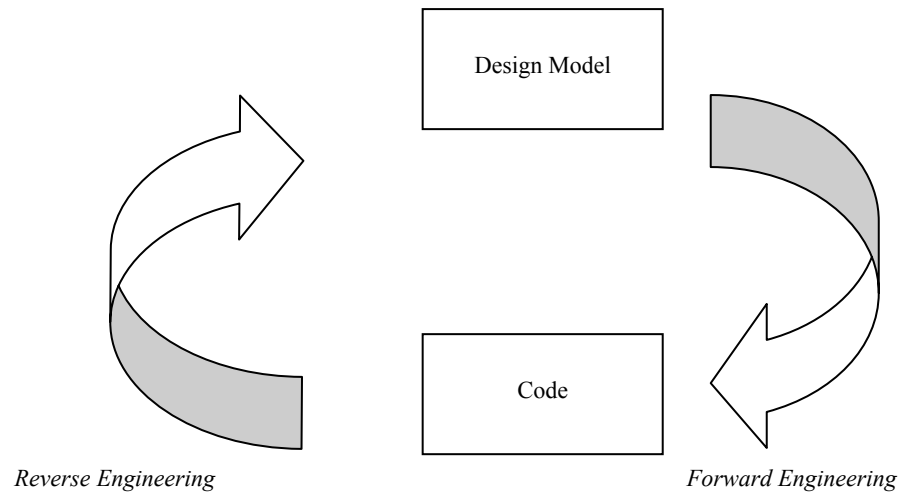 Design Model
Code
Reverse Engineering
Forward Engineering